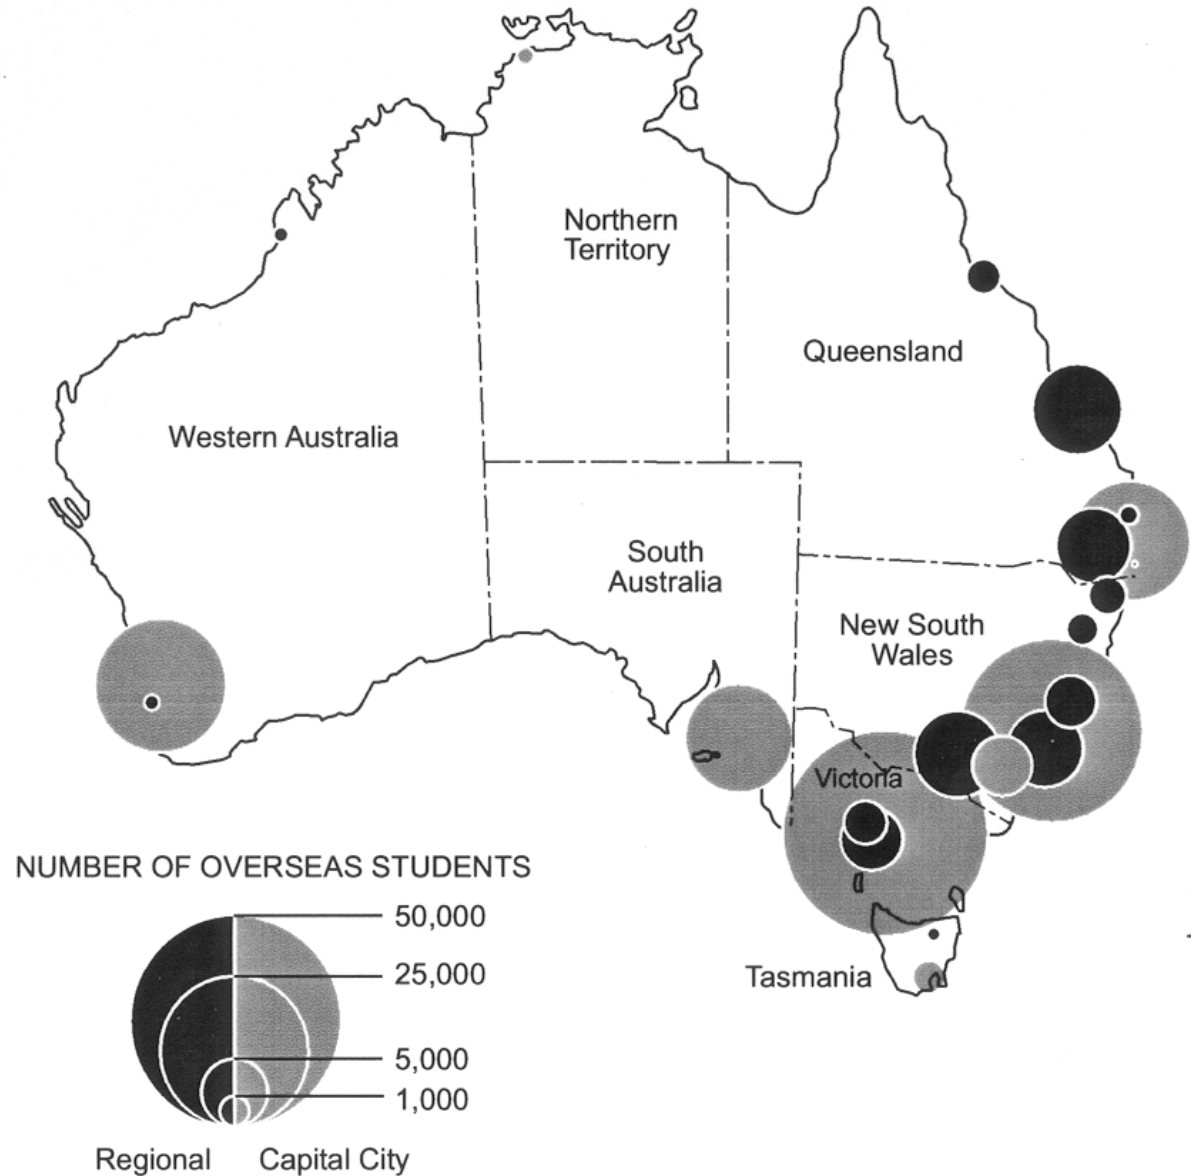 Northern
Territory
Queensland
Western Australia
South
Australia
New South
Wales
Victoria
Tasmania
NUMBER OF OVERSEAS STUDENTS
50,000
25,000
5,000
1,000
Regional
Capital City